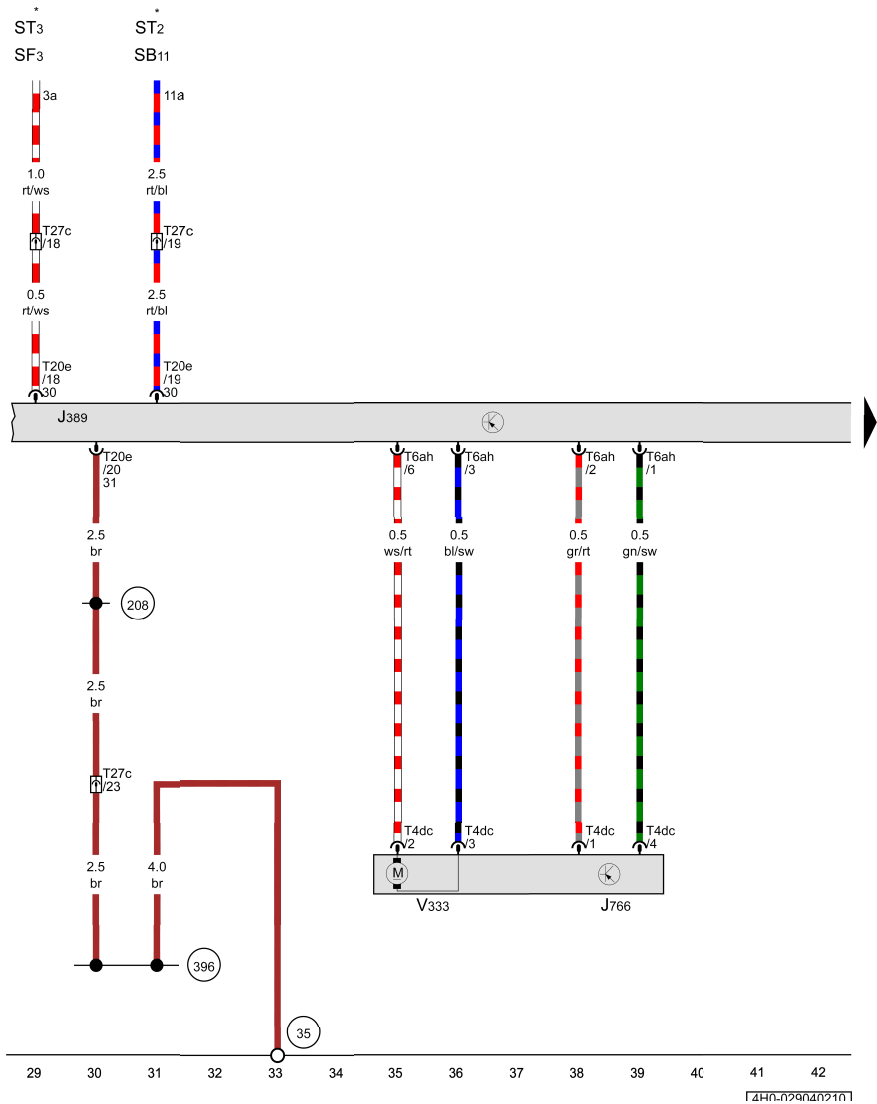 * *
ST3 ST2
SF3 SB11
3a 11a
1.0 2.5
rt/ws rt/bl
T27c T27c
/18 /19
0.5 2.5
rt/ws rt/bl
T20e T20e
/18 /19
30 30
J389
T20e T6ah T6ah T6ah T6ah
/20 /6 /3 /2 /1
31
2.5 0.5 0.5 0.5 0.5
br ws/rt bl/sw gr/rt gn/sw
208
2.5
br
T27c
/23
T4dc T4dc T4dc T4dc
/2 /3 /1 /4
2.5 4.0 M
br br
V333 J766
396
35
29 30 31 32 33 34 35 36 37 38 39 40 41 42
4H0-029040210